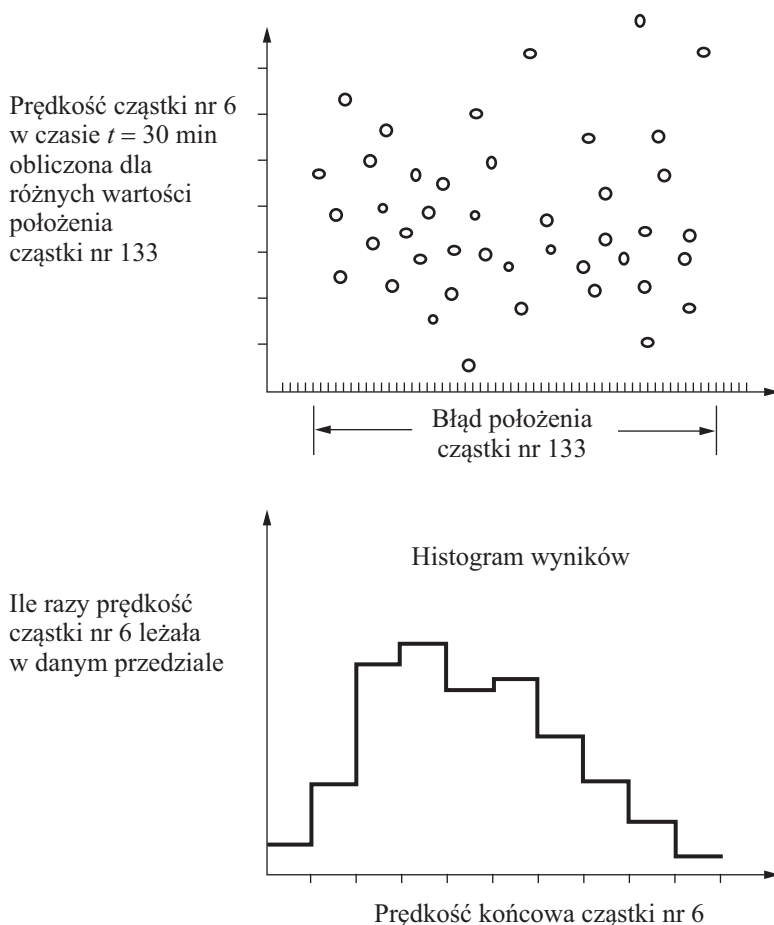 Prędkość cząstki nr 6
w czasie t = 30 min
obliczona dla
różnych wartości
położenia
cząstki nr 133
Błąd położenia
cząstki nr 133
Histogram wyników
Ile razy prędkość
cząstki nr 6 leżała
w danym przedziale
Prędkość końcowa cząstki nr 6